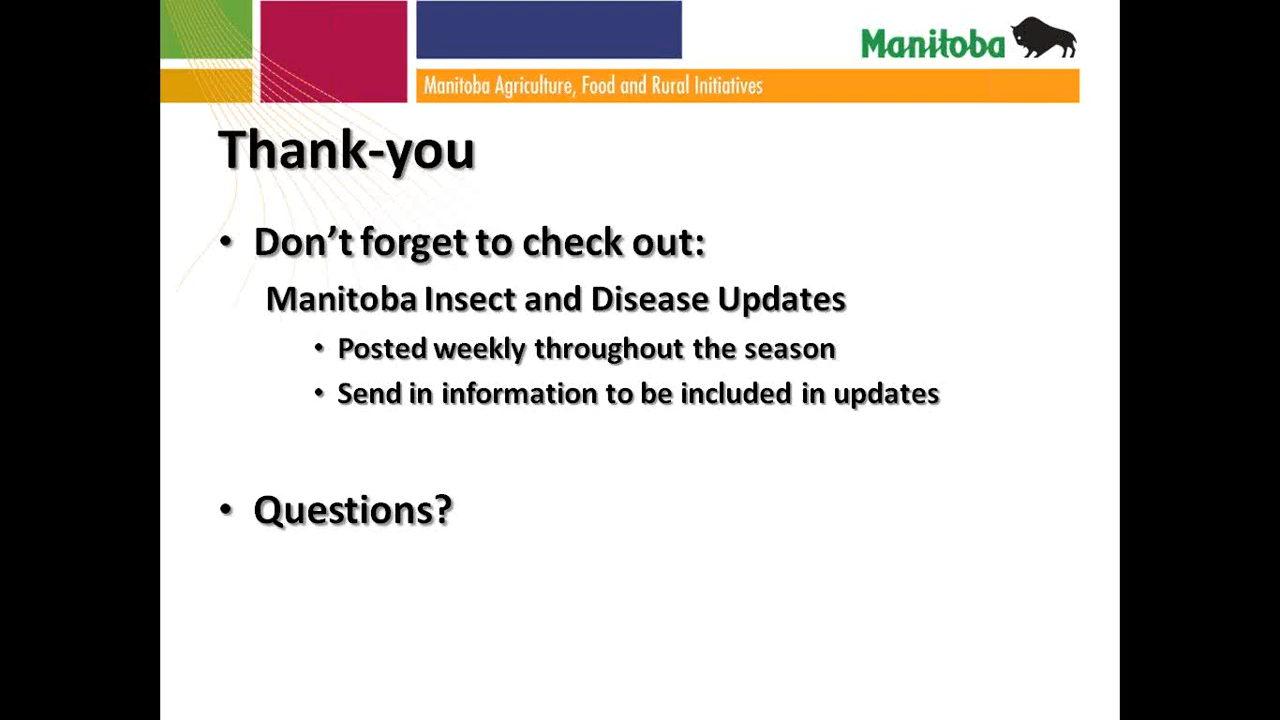 Manitoba
Manitoba Agriculture, Food and Rural Initiatives
Thank-you
• Don’t forget to check out:
Manitoba Insect and Disease Updates
• Posted weekly throughout the season
• Send in information to be included in updates
• Questions?